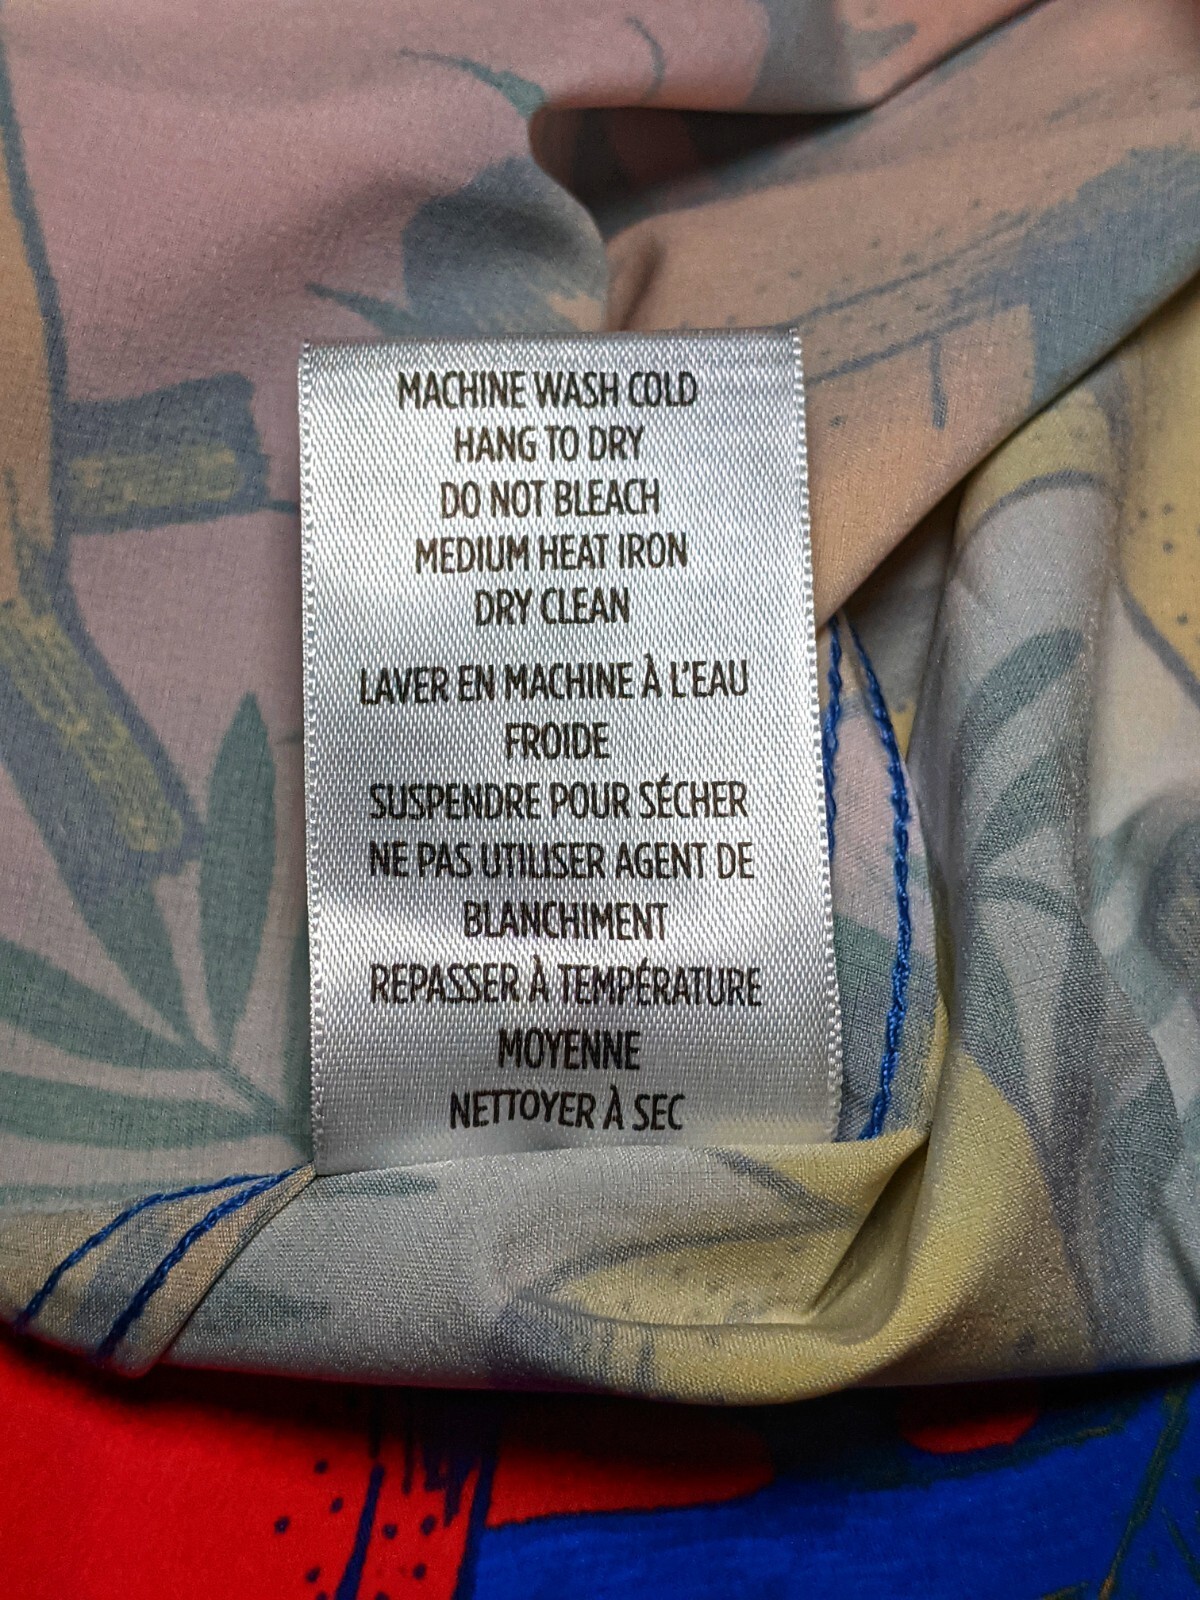 MACHINE WASH COLD
HANG TO DRY
DO NOT BLEACH
MEDIUM HEAT IRON
DRY CLEAN
LAVER EN MACHINE À L'EAU
FROIDE
SUSPENDRE POUR SÉCHER
NE PAS UTILISER AGENT DE
BLANCHIMENT
REPASSER À TEMPÉRATURE
MOYENNE
NETTOYER À SEC